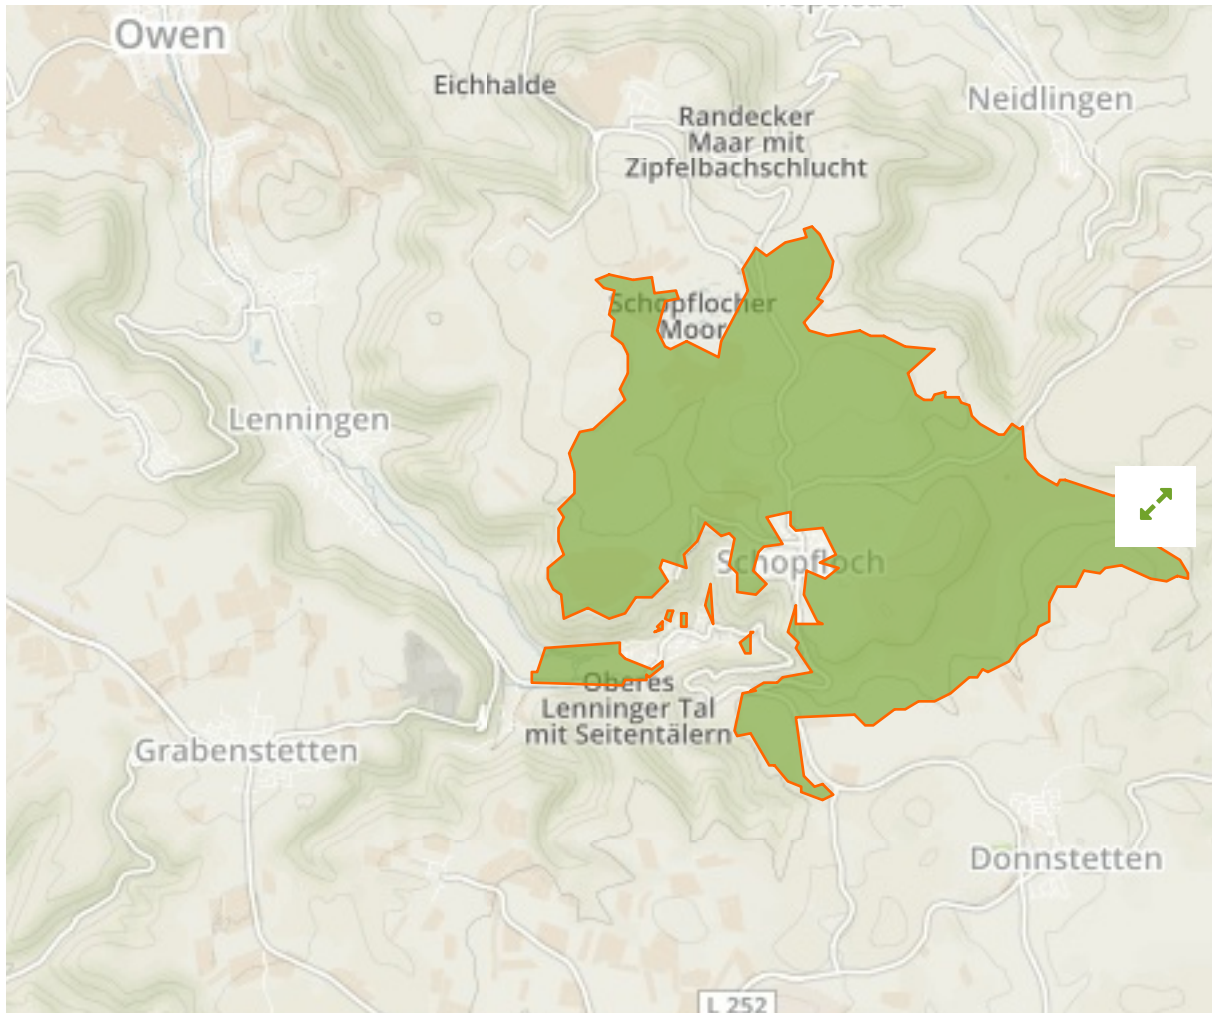 Owen
Eichhalde
Neidlingen
Randecker
Maar mit
Zipfelbachschlucht
Schopflocher
Moor
Lenningen
Schopfloch
Oberes
Lenninger Tal
mit Seitentälern
Grabenstetten
Donnstetten
L 252